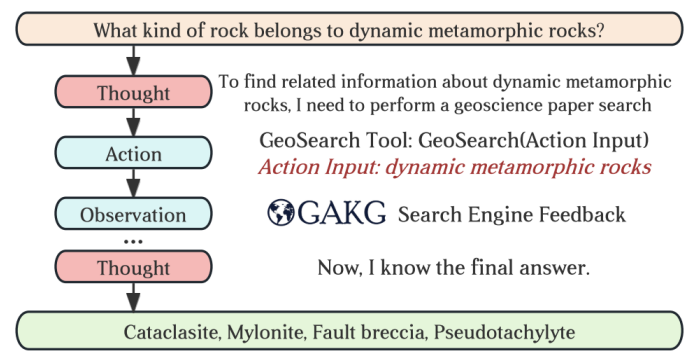 What kind of rock belongs to dynamic metamorphic rocks?
Thought
To find related information about dynamic metamorphic
rocks, I need to perform a geoscience paper search
Action
GeoSearch Tool: GeoSearch(Action Input)
Action Input: dynamic metamorphic rocks
Observation
GAKG Search Engine Feedback
...
Thought
Now, I know the final answer.
Cataclasite, Mylonite, Fault breccia, Pseudotachylyte